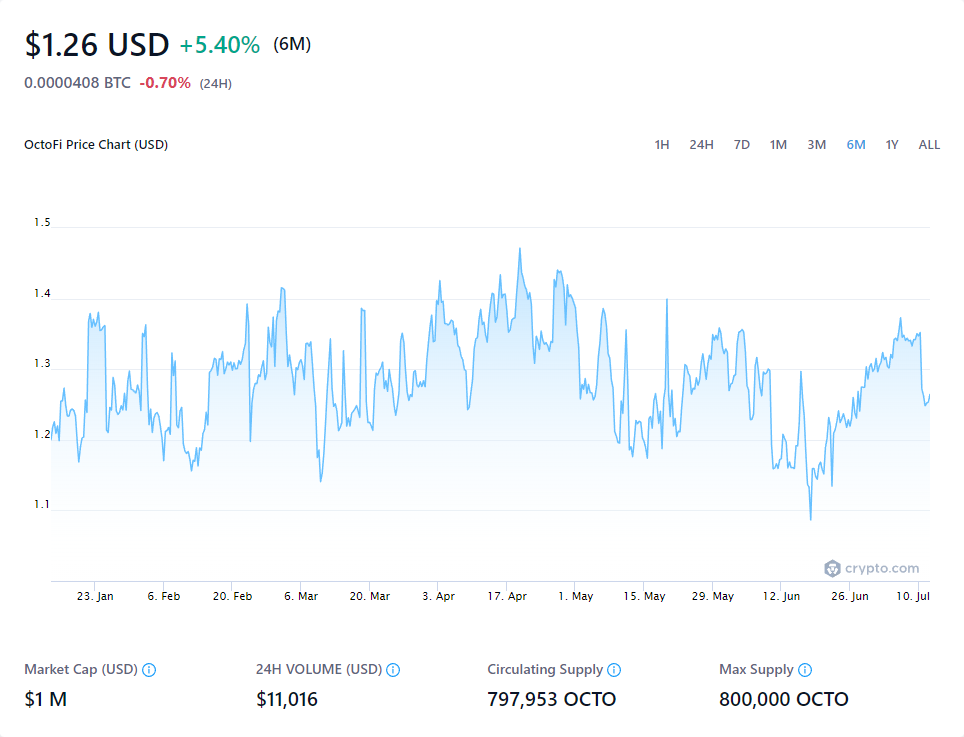 $1.26 USD +5.40% (6M)
0.0000408 BTC -0.70% (24H)
OctoFi Price Chart (USD) 1H 24H 7D 1M 3M 6M 1Y ALL
1.5
1.4
1.3
1.2
1.1
crypto.com
23. Jan 6. Feb 20. Feb 6. Mar 20. Mar 3. Apr 17. Apr 1. May 15. May 29. May 12. Jun 26. Jun 10. Jul
Market Cap (USD) 24H VOLUME (USD) Circulating Supply Max Supply
$1 M $11,016 797,953 OCTO 800,000 OCTO